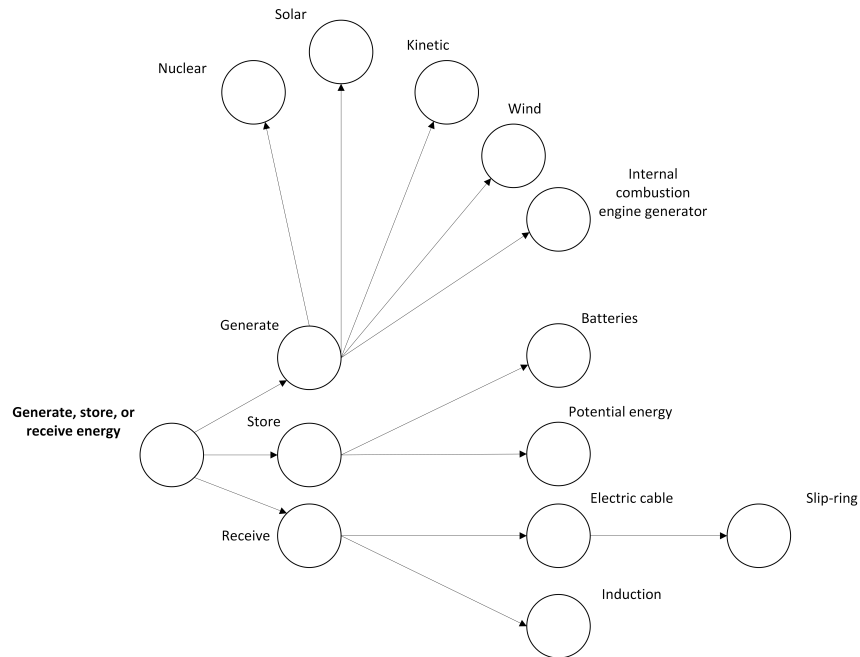 Solar
Kinetic
Nuclear
Wind
Internal
combustion
engine generator
Batteries
Generate
Generate, store, or
receive energy
Store
Potential energy
Electric cable
Slip-ring
Receive
Induction